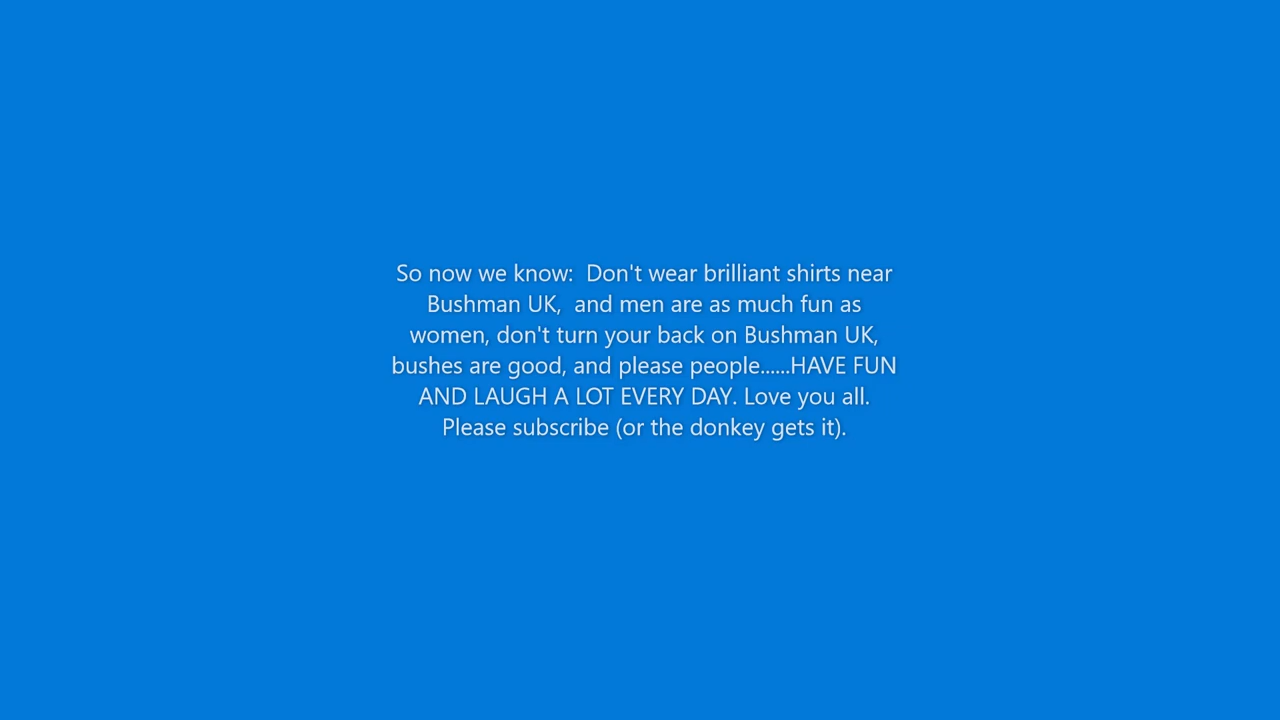 So now we know:  Don't wear brilliant shirts near
Bushman UK,  and men are as much fun as
women, don't turn your back on Bushman UK,
bushes are good, and please people......HAVE FUN
AND LAUGH A LOT EVERY DAY. Love you all.
Please subscribe (or the donkey gets it).